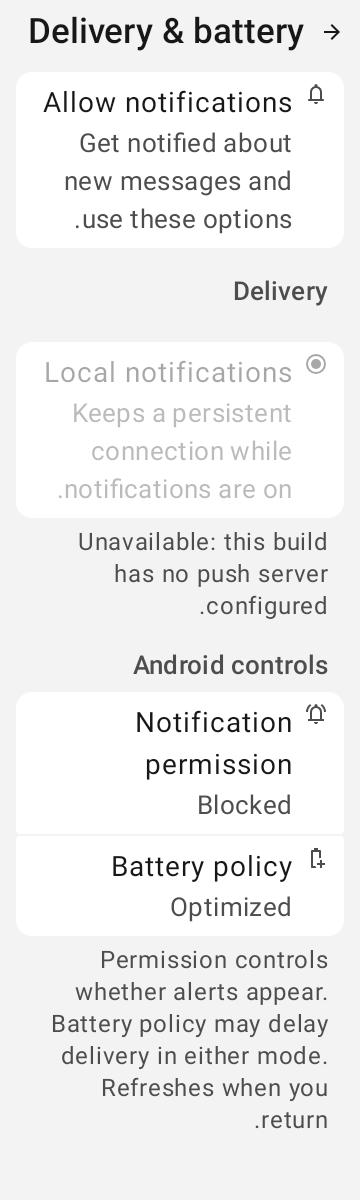 Delivery & battery
Allow notifications
Get notified about
new messages and
.use these options
Delivery
Local notifications
Keeps a persistent
connection while
.notifications are on
Unavailable: this build
has no push server
.configured
Android controls
Notification
permission
Blocked
Battery policy
Optimized
Permission controls
whether alerts appear.
Battery policy may delay
delivery in either mode.
Refreshes when you
.return